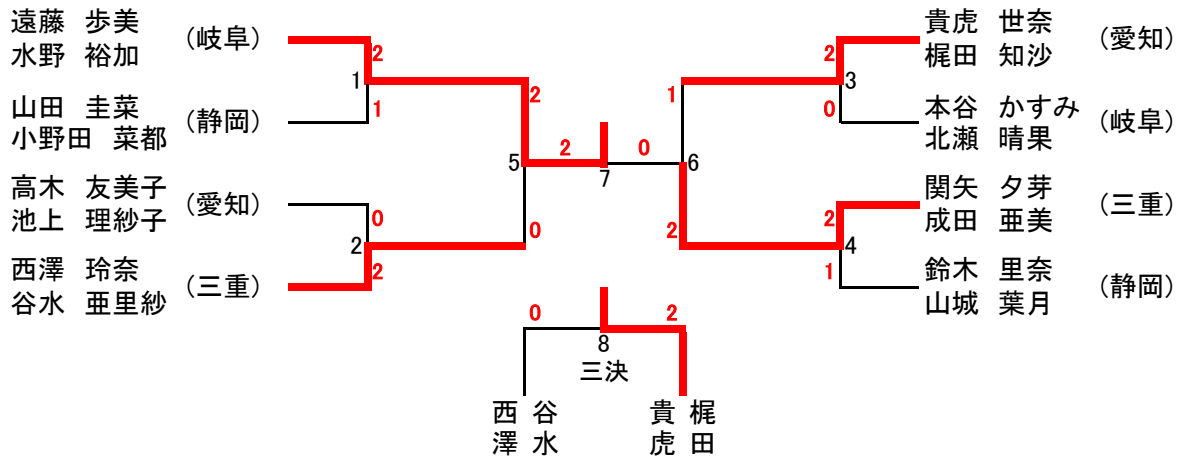 遠藤　歩美
水野　裕加
（岐阜）
山田　圭菜
小野田　菜都
（静岡）
高木　友美子
池上　理紗子
（愛知）
西澤　玲奈
谷水　亜里紗
（三重）
2
1
1
0
2
2
2
5
0
2
7
0
1
6
2
2
3
0
2
4
1
貴虎　世奈
梶田　知沙
（愛知）
本谷　かすみ
北瀬　晴果
（岐阜）
関矢　夕芽
成田　亜美
（三重）
鈴木　里奈
山城　葉月
（静岡）
0
2
8
三決
西澤
谷水
貴虎
梶田